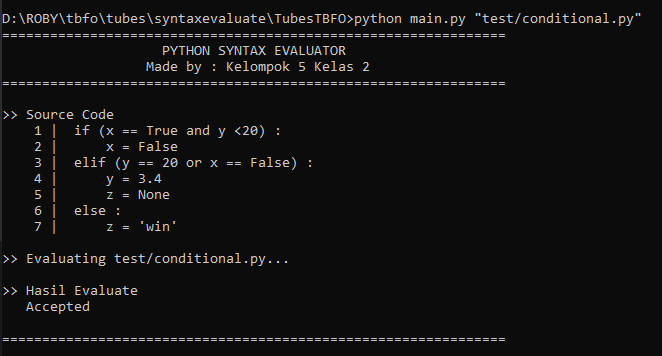 D:\ROBY\tbfo\tubes\syntaxevaluate\TubesTBFO>python main.py "test/conditional.py"
===============================================================
PYTHON SYNTAX EVALUATOR
Made by : Kelompok 5 Kelas 2
===============================================================
>> Source Code
1 |  if (x == True and y <20) :
2 |      x = False
3 |  elif (y == 20 or x == False) :
4 |      y = 3.4
5 |      z = None
6 |  else :
7 |      z = 'win'
>> Evaluating test/conditional.py...
>> Hasil Evaluate
Accepted
===============================================================